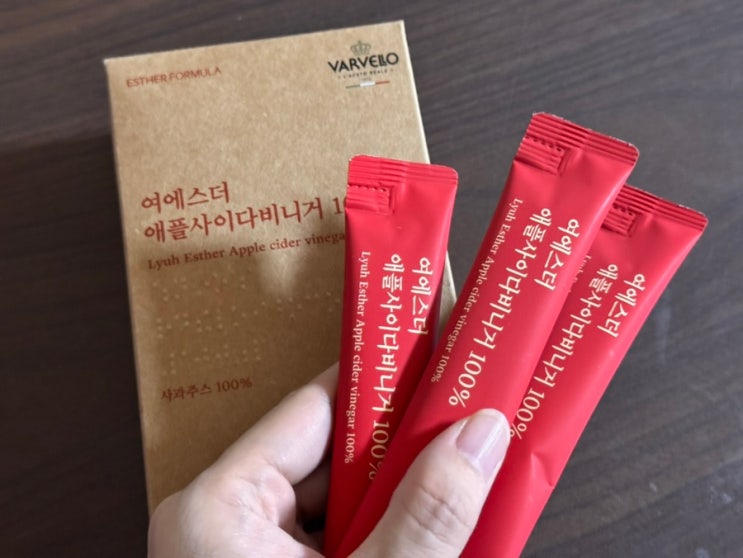 ESTHER FORMULA
VARVELLO
L'ACETO REALE
여에스더
애플사이다비니거 1
Lyuh Esther Apple cider vinegar
사과주스 100%
여에스더
애플사이다비니거 100%
Lyuh Esther Apple cider vinegar 100%
여에스더
애플사이다비니거 100%
Lyuh Esther Apple cider vinegar 100%
여에스더
애플사이다비니거 100%